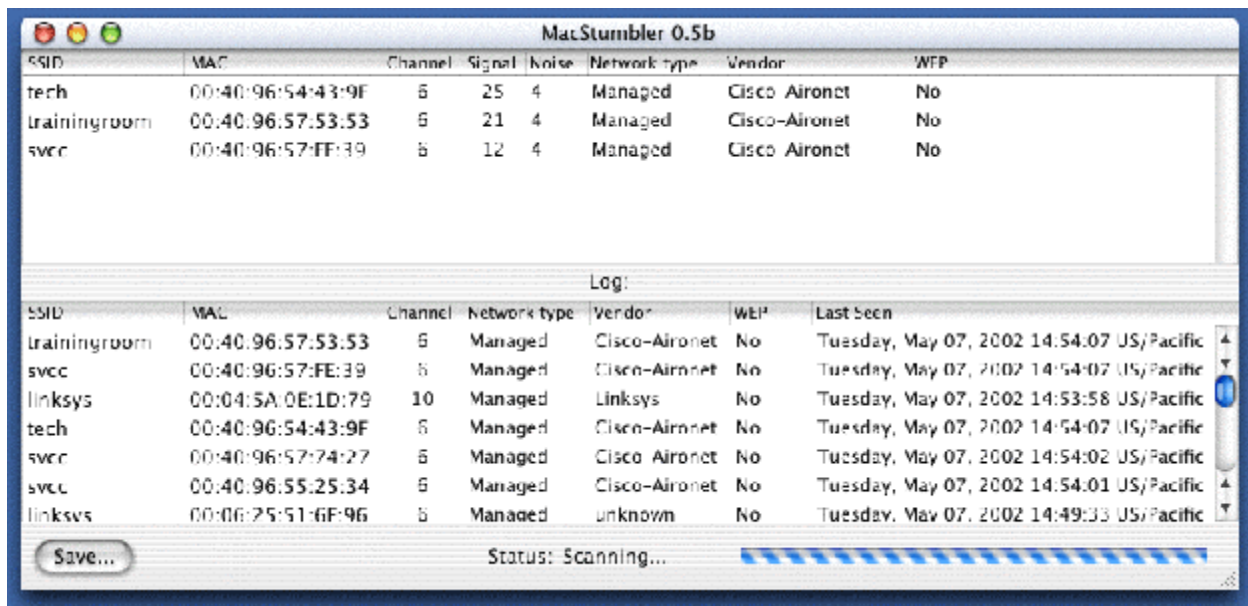 MacStumbler 0.5b
SSID MAC Channel Signal Noise Network type Vendor WEP
tech 00:40:96:54:43:9F 6 25 4 Managed Cisco-Aironet No
trainingroom 00:40:96:57:53:53 6 21 4 Managed Cisco-Aironet No
svcc 00:40:96:57:FE:39 6 12 4 Managed Cisco-Aironet No
Log:
SSID MAC Channel Network type Vendor WEP Last Seen
trainingroom 00:40:96:57:53:53 6 Managed Cisco-Aironet No Tuesday, May 07, 2002 14:54:07 US/Pacific
svcc 00:40:96:57:FE:39 6 Managed Cisco-Aironet No Tuesday, May 07, 2002 14:54:07 US/Pacific
linksys 00:04:5A:0E:1D:79 10 Managed Linksys No Tuesday, May 07, 2002 14:53:58 US/Pacific
tech 00:40:96:54:43:9F 6 Managed Cisco-Aironet No Tuesday, May 07, 2002 14:54:07 US/Pacific
svcc 00:40:96:57:74:27 6 Managed Cisco-Aironet No Tuesday, May 07, 2002 14:54:02 US/Pacific
svcc 00:40:96:55:25:34 6 Managed Cisco-Aironet No Tuesday, May 07, 2002 14:54:01 US/Pacific
linksys 00:06:25:51:6F:96 6 Managed unknown No Tuesday, May 07, 2002 14:49:33 US/Pacific
Save... Status: Scanning...